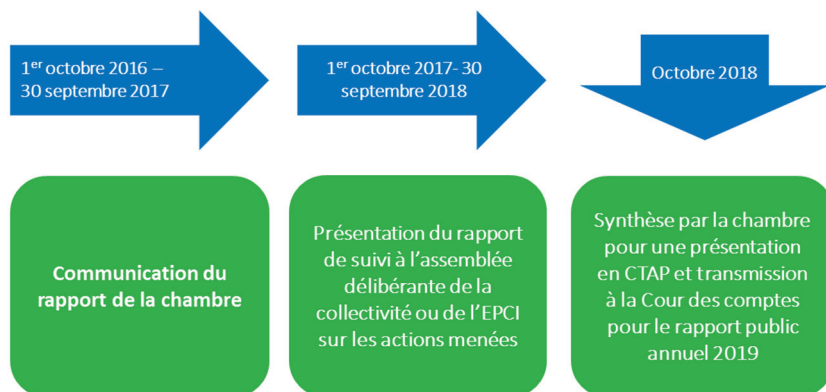 1er octobre 2016 –
30 septembre 2017
1er octobre 2017- 30
septembre 2018
Octobre 2018
Communication du
rapport de la chambre
Présentation du rapport
de suivi à l'assemblée
délibérante de la
collectivité ou de l'EPCI
sur les actions menées
Synthèse par la chambre
pour une présentation
en CTAP et transmission
à la Cour des comptes
pour le rapport public
annuel 2019